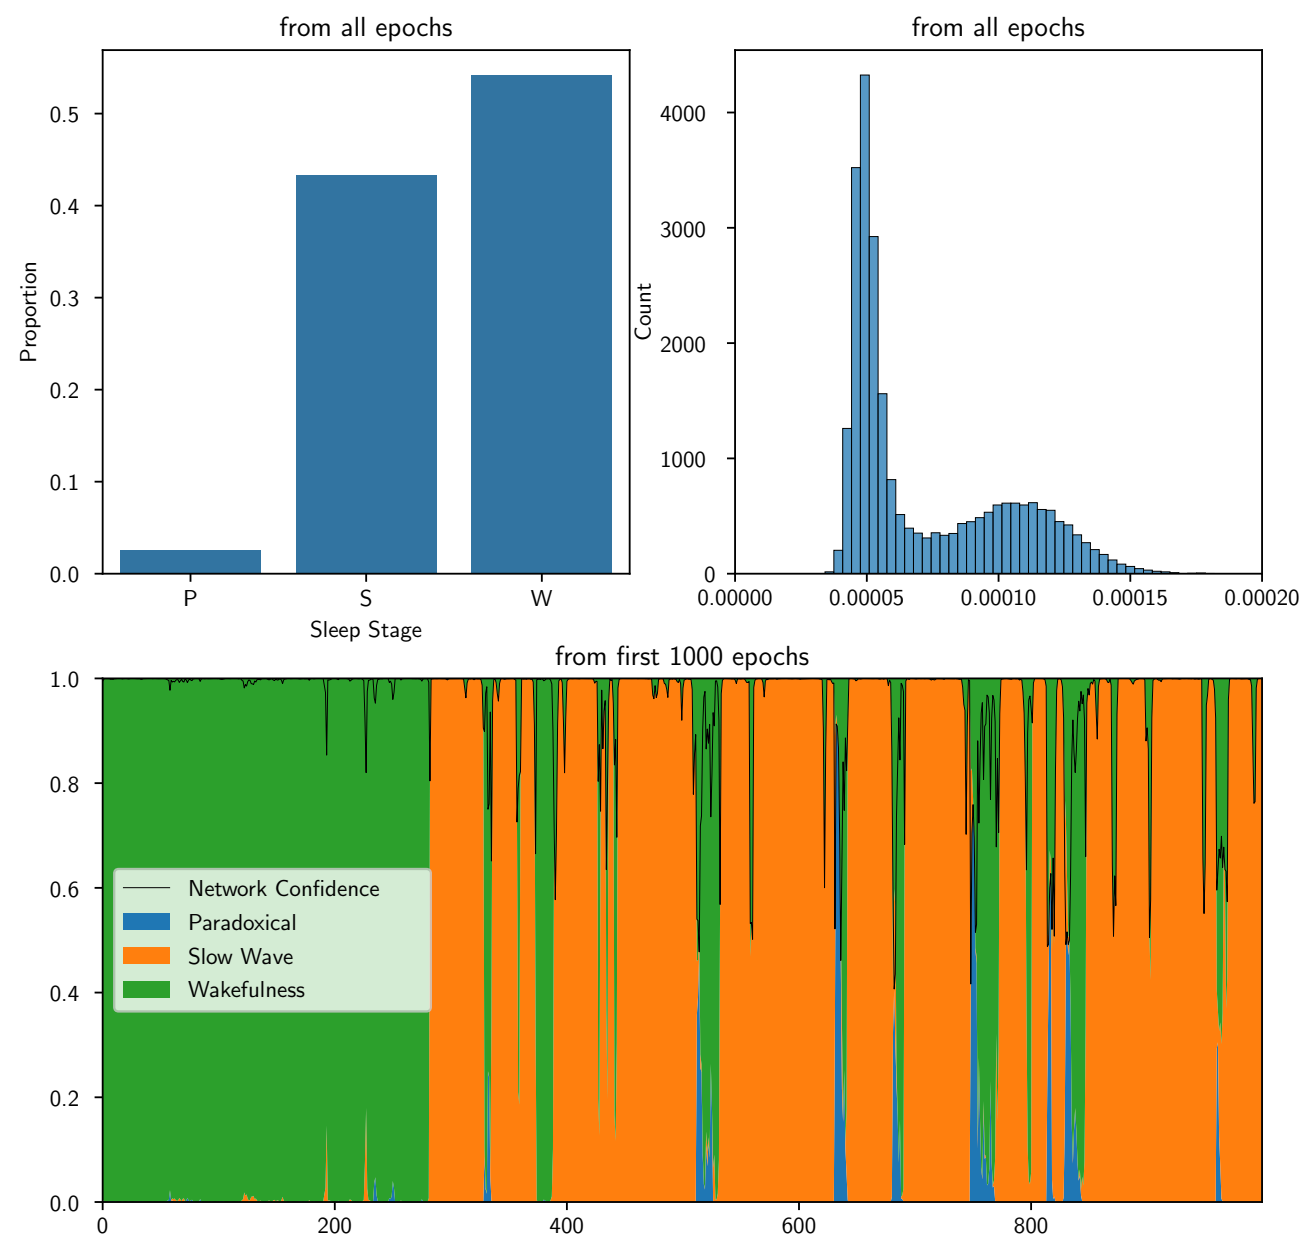 from all epochs
0.5
0.4
0.3
0.2
0.1
0.0
Proportion
P S W
Sleep Stage
from all epochs
4000
3000
2000
1000
0
Count
0.00000 0.00005 0.00010 0.00015 0.00020
from first 1000 epochs
1.0
0.8
0.6
0.4
0.2
0.0
Network Confidence
Paradoxical
Slow Wave
Wakefulness
0 200 400 600 800